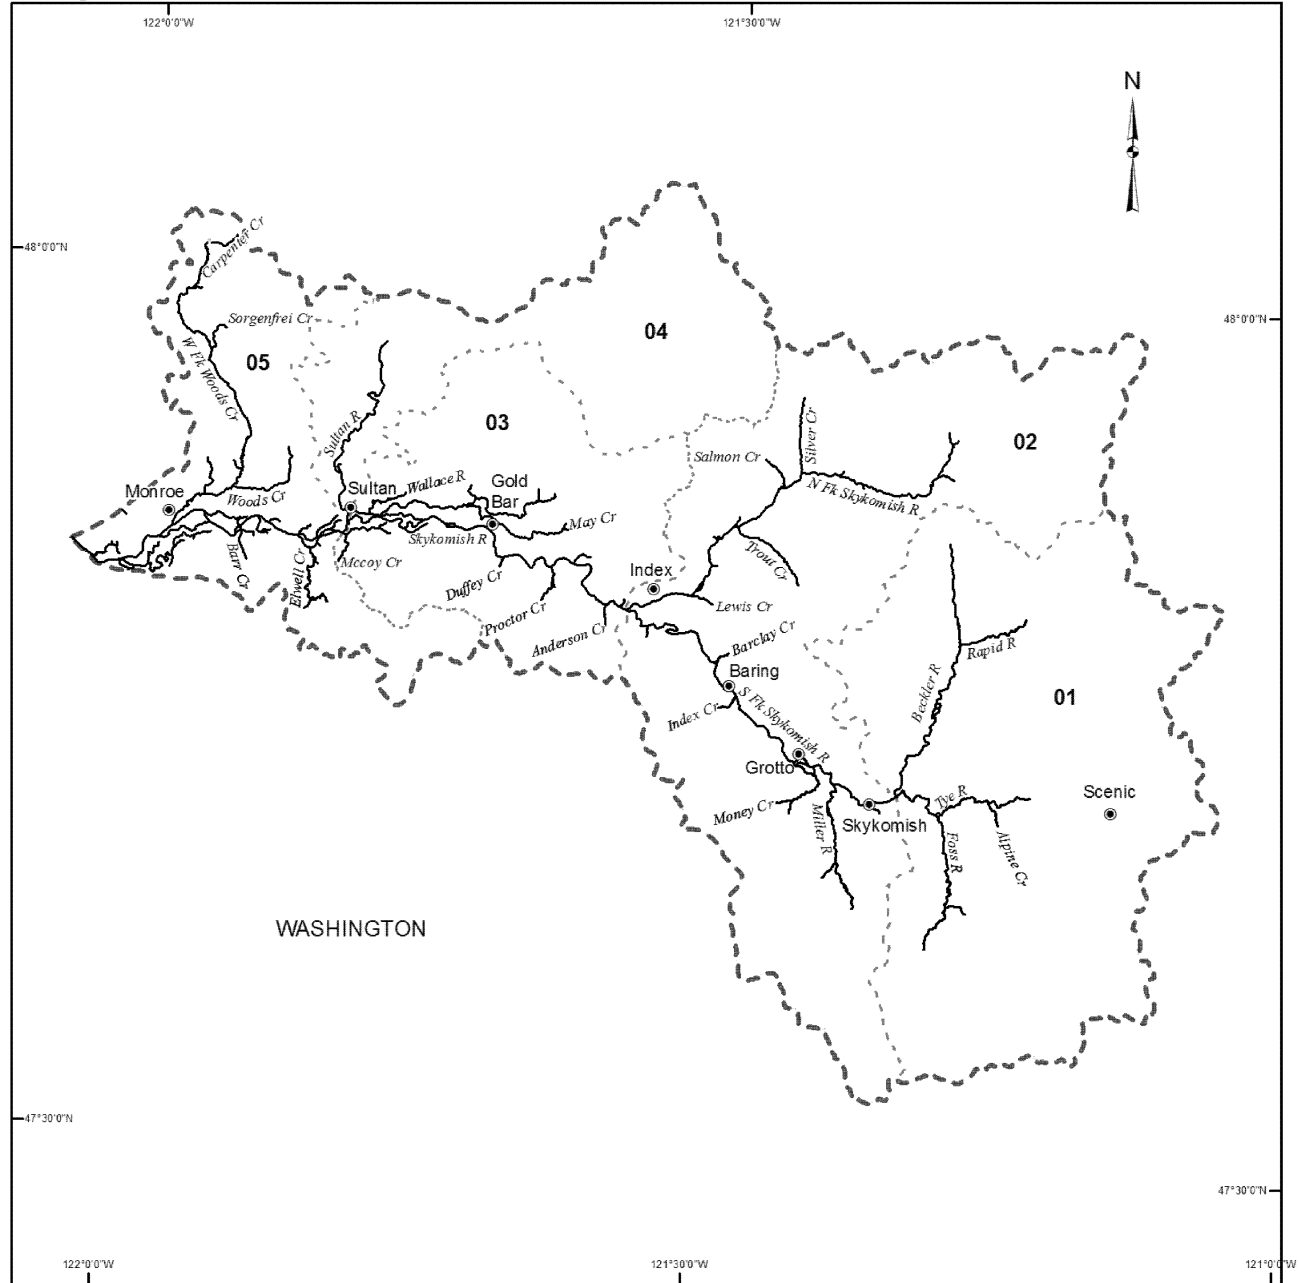 122°0'0"W
121°30'0"W
N
48°0'0"N
Carpenter Cr
48°0'0"N
Sorgenfrei Cr
04
05
W Fk Woods Cr
03
Silver Cr
Sultan R
02
Salmon Cr
Monroe
Sultan
Wallace R
Gold
Bar
N Fk Skykomish R
Woods Cr
May Cr
Skykomish R
Barr Cr
Elwell Cr
Mccoy Cr
Trout Cr
Index
Duffey Cr
Lewis Cr
Proctor Cr
Anderson Cr
Barclay Cr
Rapid R
Baring
Beckler R
01
Index Cr
S Fk Skykomish R
Grotto
Scenic
Tye R
Money Cr
Miller R
Skykomish
Foss R
Alpine Cr
WASHINGTON
47°30'0"N
47°30'0"N
122°0'0"W
121°30'0"W
121°0'0"W